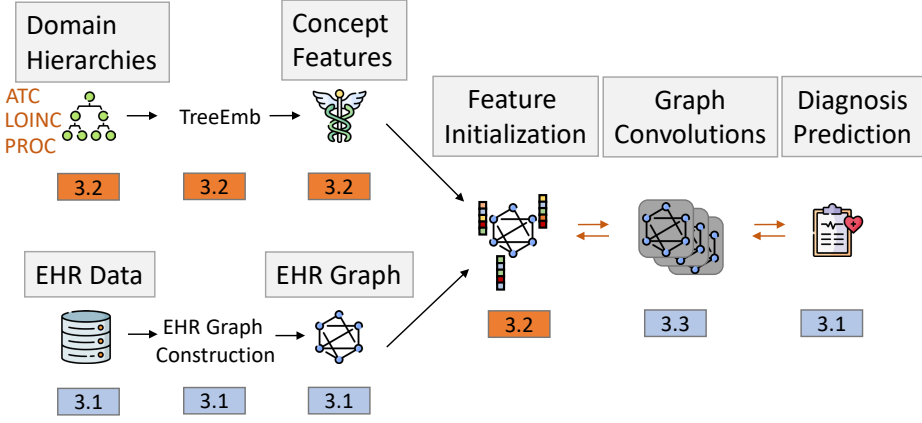 Domain
Hierarchies
Concept
Features
ATC
LOINC
PROC
TreeEmb
3.2
3.2
3.2
Feature
Initialization
Graph
Convolutions
Diagnosis
Prediction
3.2
3.3
3.1
EHR Data
EHR Graph
EHR Graph
Construction
3.1
3.1
3.1